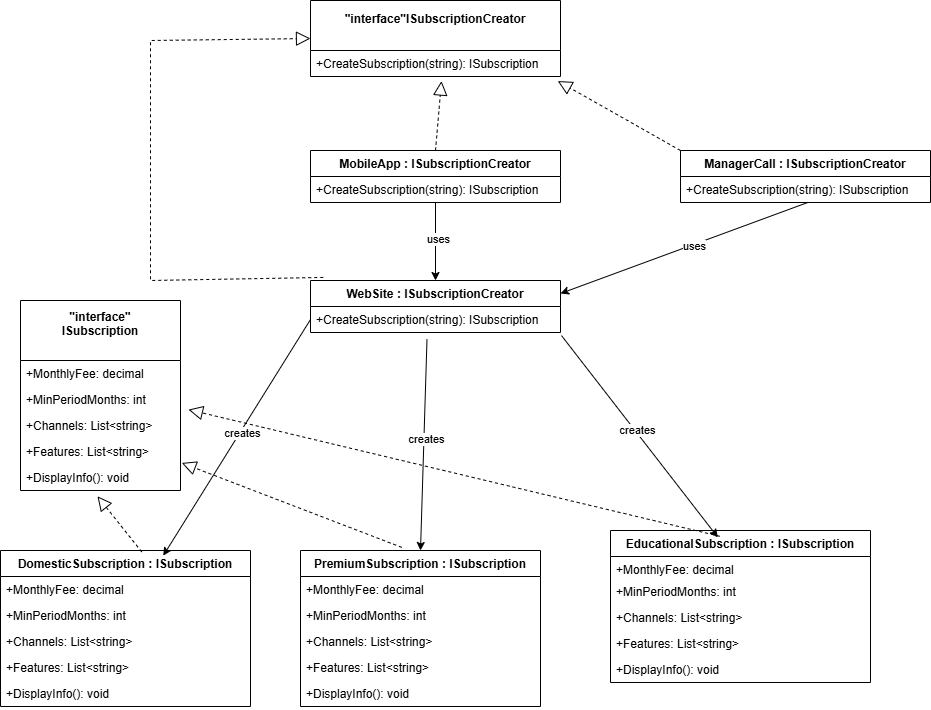 "interface"ISubscriptionCreator
+CreateSubscription(string): ISubscription
MobileApp : ISubscriptionCreator
+CreateSubscription(string): ISubscription
ManagerCall : ISubscriptionCreator
+CreateSubscription(string): ISubscription
uses
uses
WebSite : ISubscriptionCreator
+CreateSubscription(string): ISubscription
"interface"
ISubscription
+MonthlyFee: decimal
+MinPeriodMonths: int
+Channels: List<string>
+Features: List<string>
+DisplayInfo(): void
creates
creates
creates
DomesticSubscription : ISubscription
+MonthlyFee: decimal
+MinPeriodMonths: int
+Channels: List<string>
+Features: List<string>
+DisplayInfo(): void
PremiumSubscription : ISubscription
+MonthlyFee: decimal
+MinPeriodMonths: int
+Channels: List<string>
+Features: List<string>
+DisplayInfo(): void
EducationalSubscription : ISubscription
+MonthlyFee: decimal
+MinPeriodMonths: int
+Channels: List<string>
+Features: List<string>
+DisplayInfo(): void